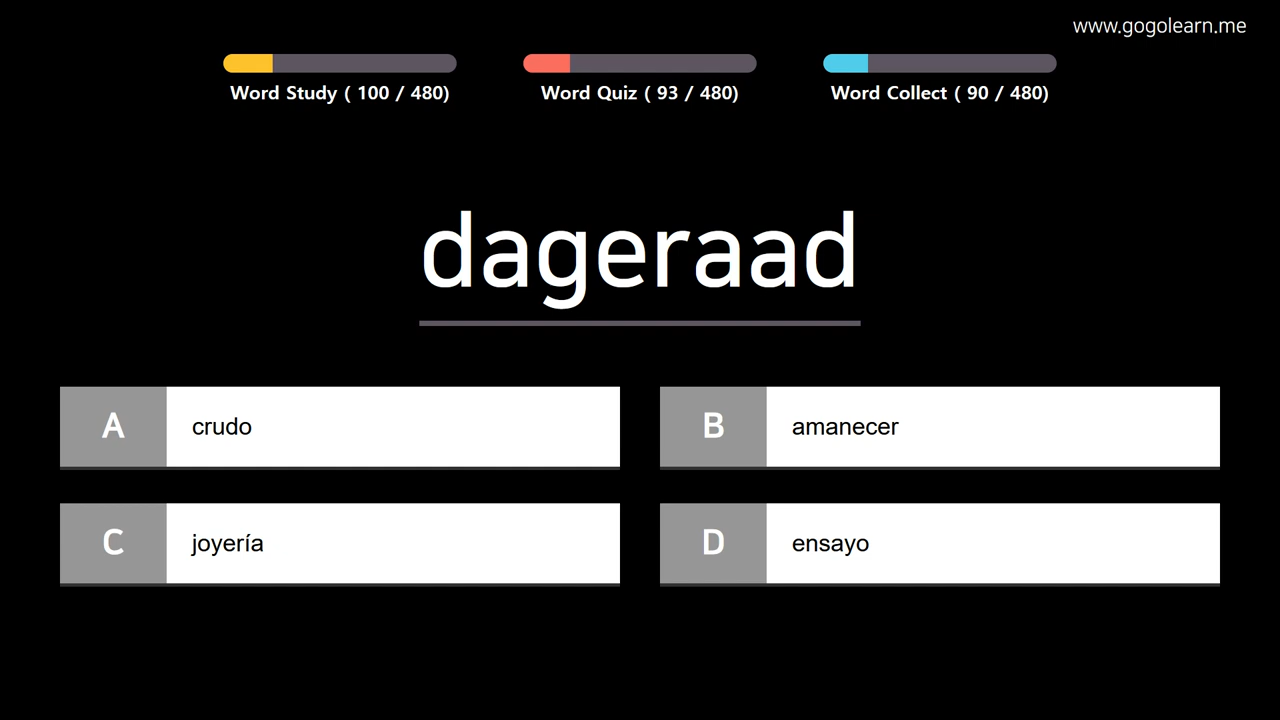 www.gogolearn.me
Word Study ( 100 / 480)
Word Quiz ( 93 / 480)
Word Collect ( 90 / 480)
dageraad
A crudo
B amanecer
C joyería
D ensayo